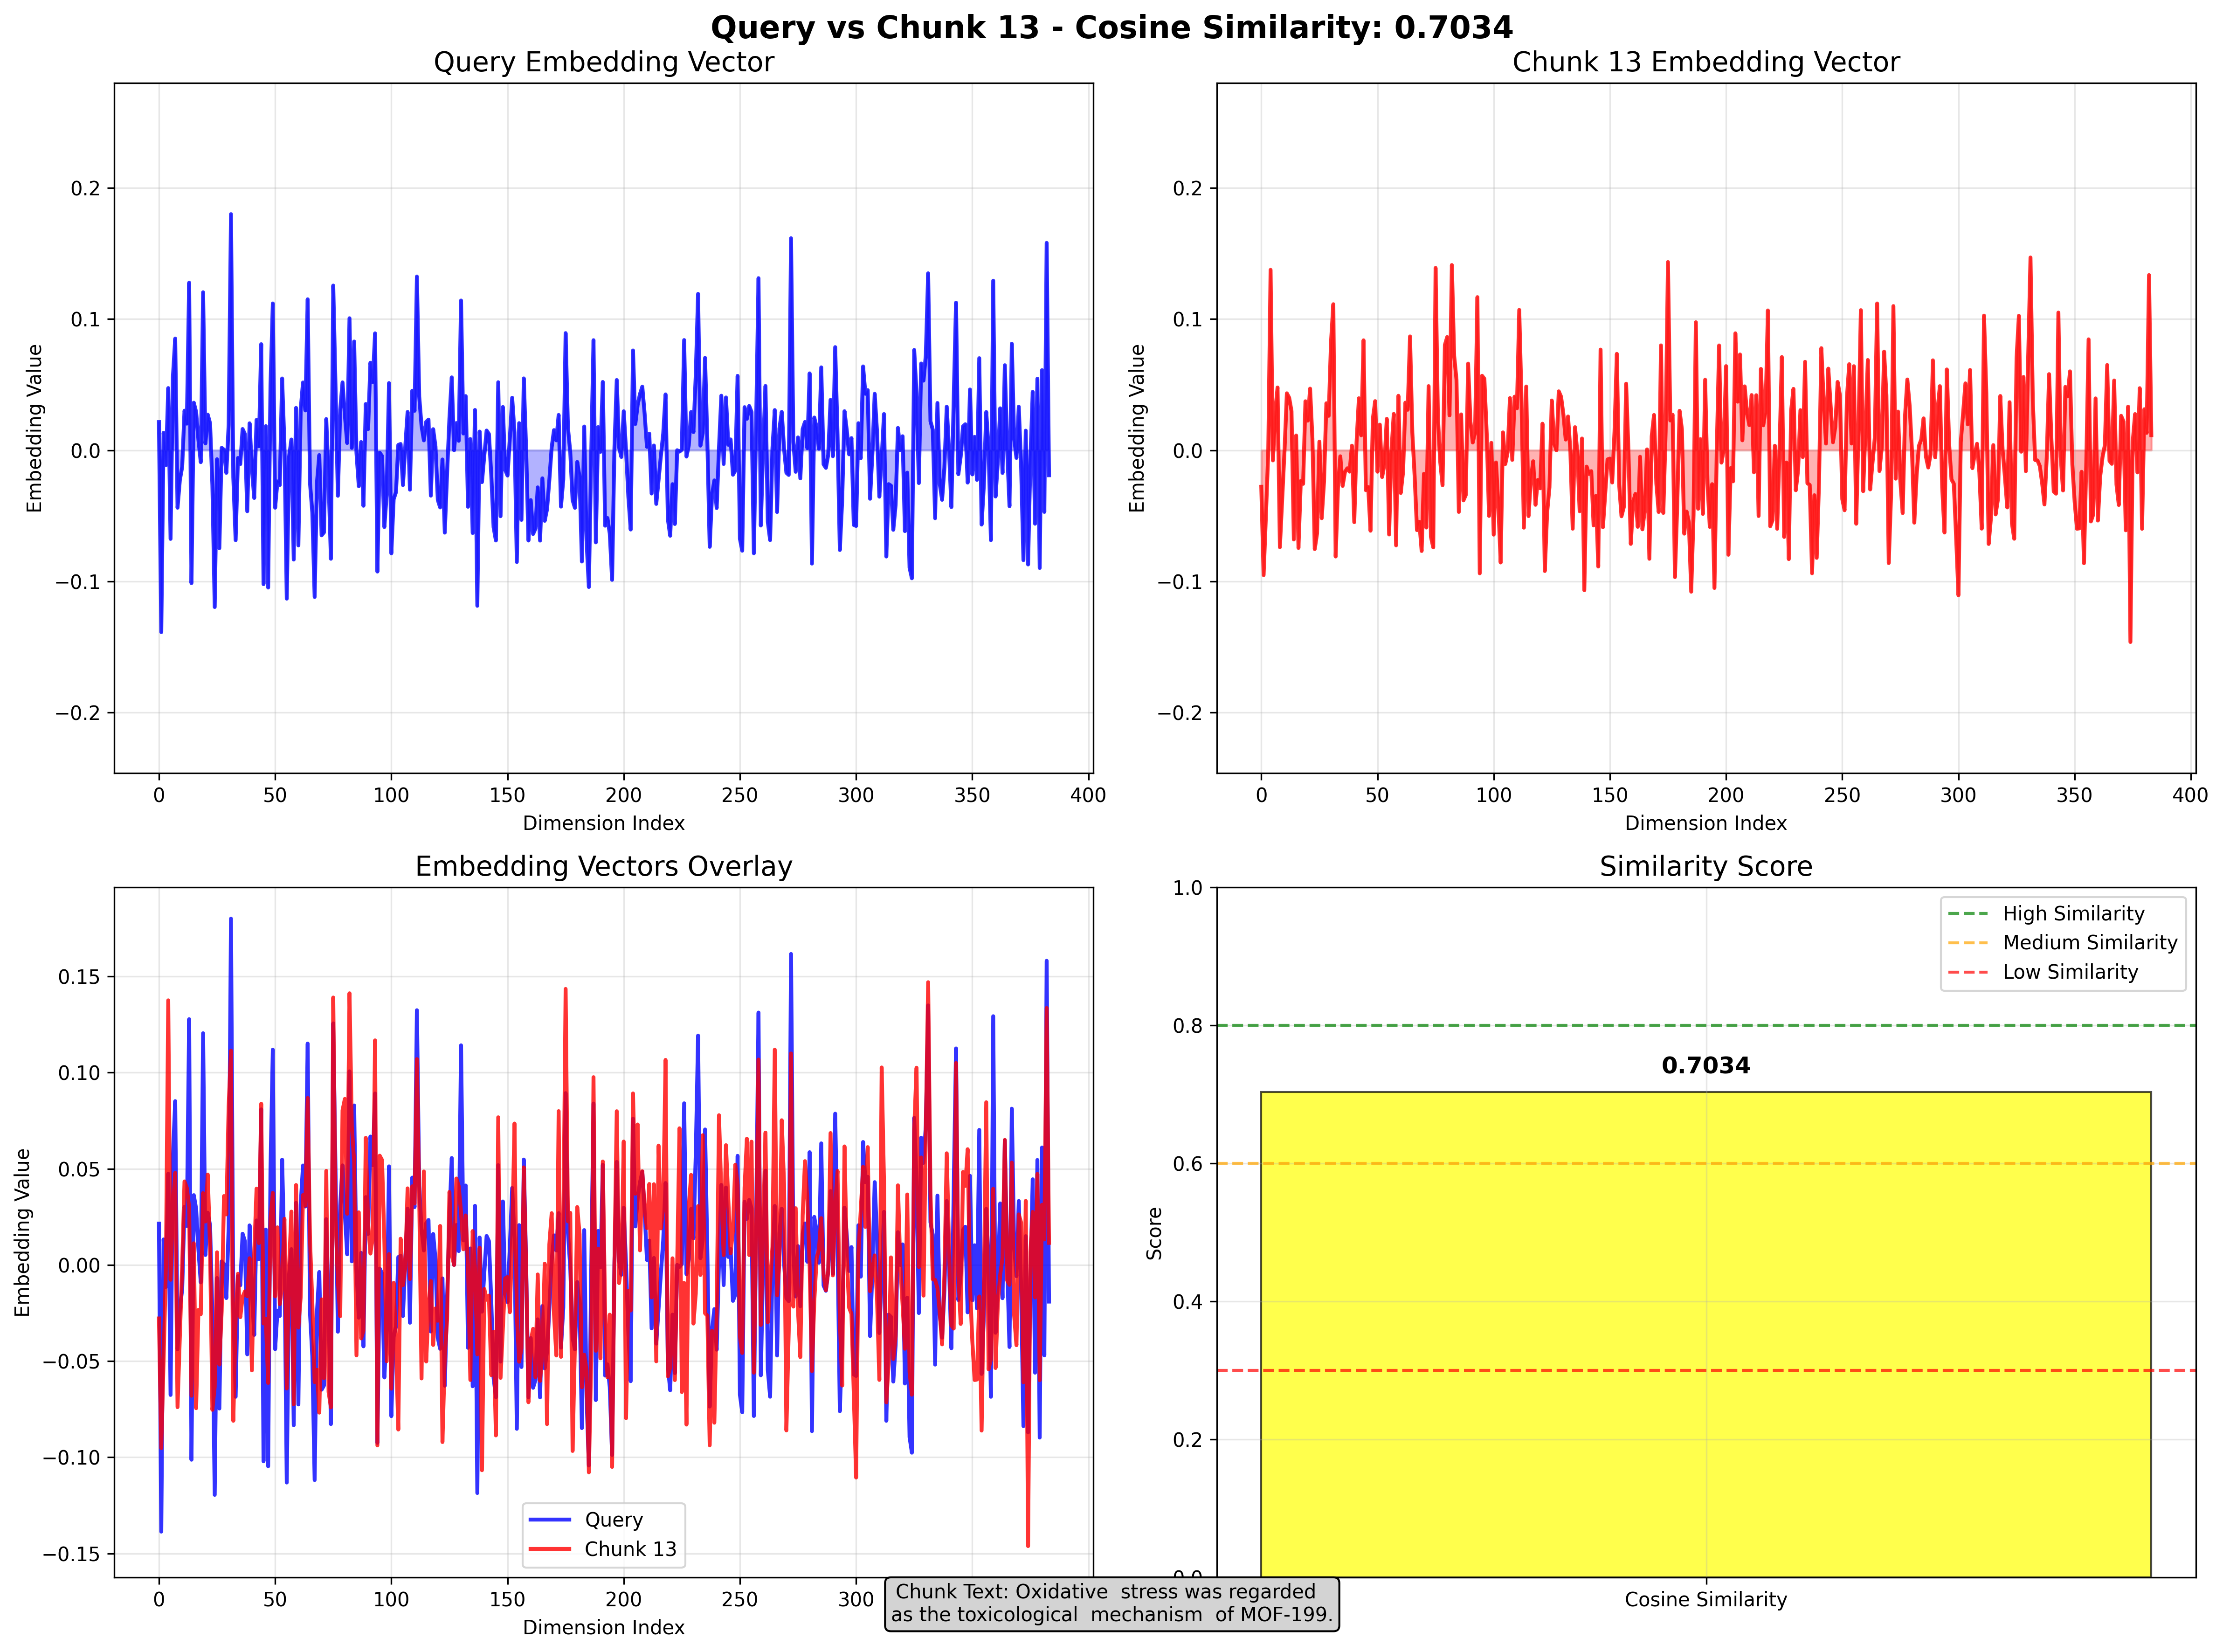 Query vs Chunk 13 - Cosine Similarity: 0.7034
Query Embedding Vector
Embedding Value
0.2
0.1
0.0
−0.1
−0.2
0 50 100 150 200 250 300 350 400
Dimension Index
Chunk 13 Embedding Vector
Embedding Value
0.2
0.1
0.0
−0.1
−0.2
0 50 100 150 200 250 300 350 400
Dimension Index
Embedding Vectors Overlay
Embedding Value
0.15
0.10
0.05
0.00
−0.05
−0.10
−0.15
Query
Chunk 13
0 50 100 150 200 250 300
Dimension Index
Similarity Score
Score
1.0
0.8
0.6
0.4
0.2
High Similarity
Medium Similarity
Low Similarity
0.7034
Cosine Similarity
Chunk Text: Oxidative  stress was regarded
as the toxicological  mechanism  of MOF-199.